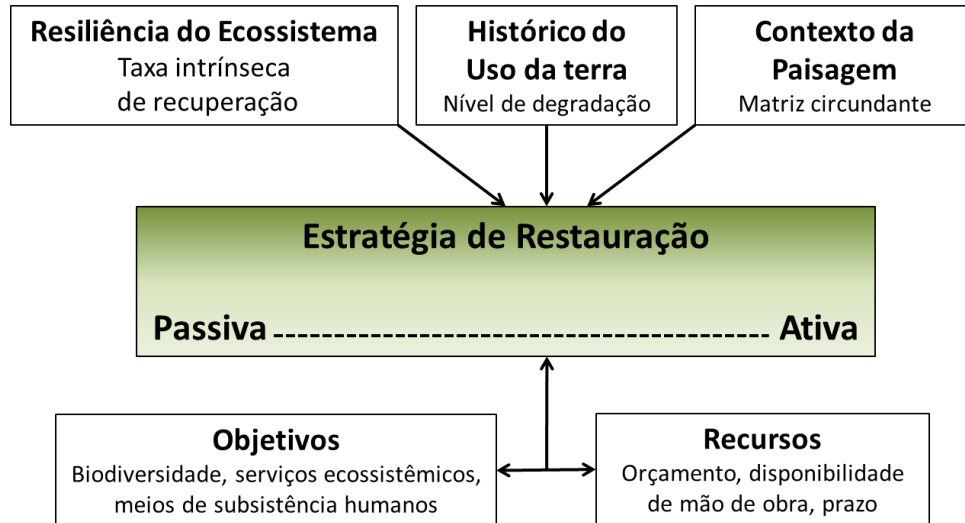 Resiliência do Ecossistema
Taxa intrínseca
de recuperação
Histórico do
Uso da terra
Nível de degradação
Contexto da
Paisagem
Matriz circundante
Estratégia de Restauração
Passiva ---------------------------------- Ativa
Objetivos
Biodiversidade, serviços ecossistêmicos,
meios de subsistência humanos
Recursos
Orçamento, disponibilidade
de mão de obra, prazo